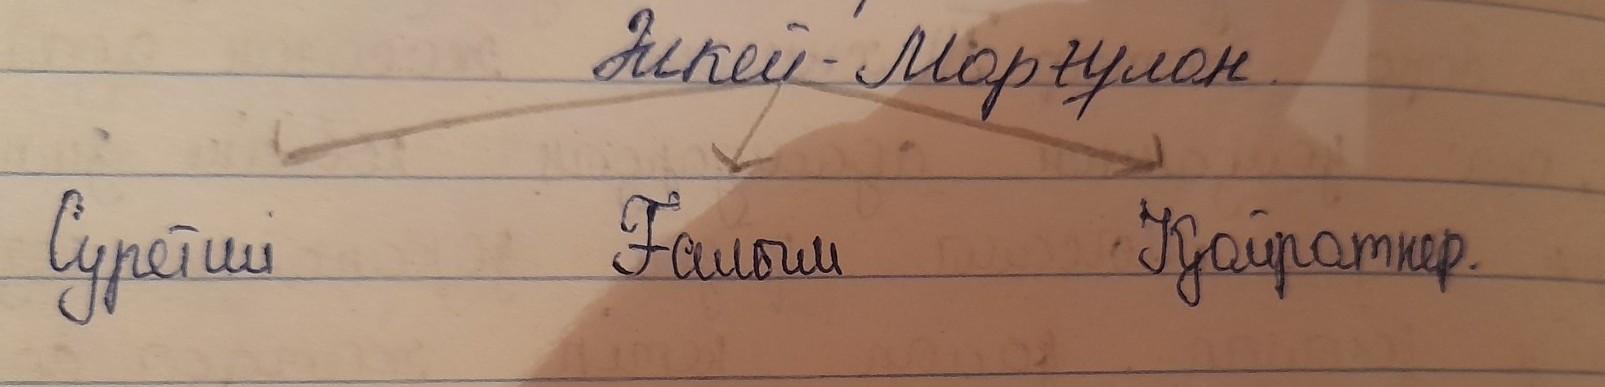 Әлкей - Марғұлан.
Суретші Ғалым Қайраткер.